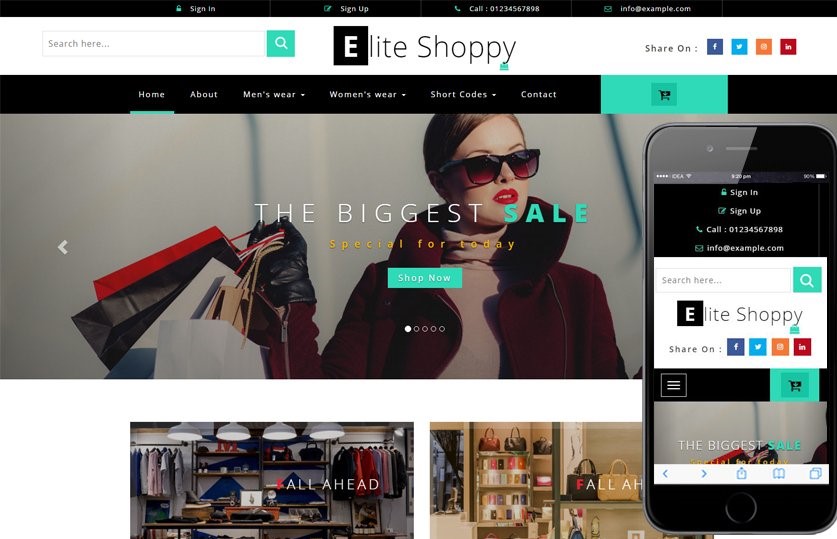 Sign In
Sign Up
Call : 01234567898
info@example.com
Search here...
Elite Shoppy
Share On :
Home
About
Men's wear
Women's wear
Short Codes
Contact
THE BIGGEST SALE
Special for today
Shop Now
FALL AHEAD
FALL AH
IDEA
9:20 pm
90%
Sign In
Sign Up
Call : 01234567898
info@example.com
Search here...
Elite Shoppy
Share On :
THE BIGGEST SALE
Special for today